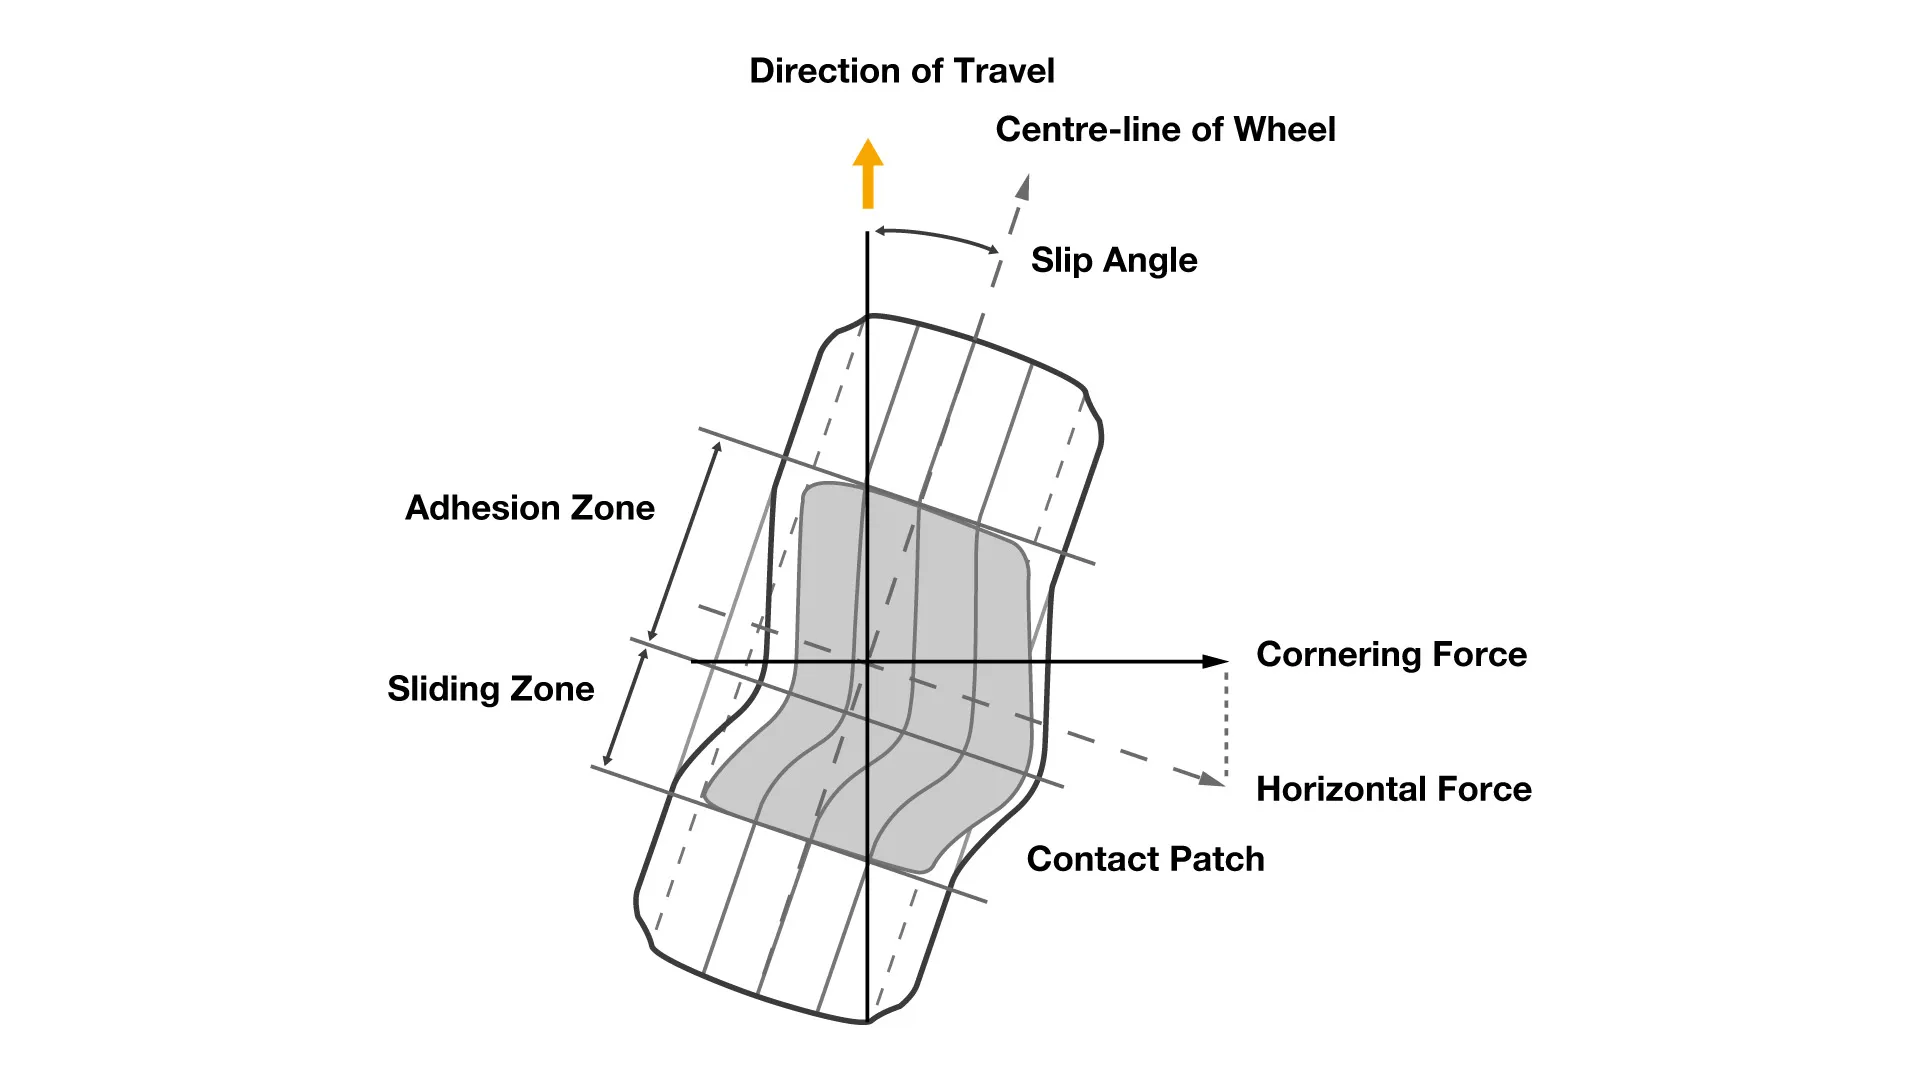 Direction of Travel
Centre-line of Wheel
Slip Angle
Adhesion Zone
Cornering Force
Sliding Zone
Horizontal Force
Contact Patch